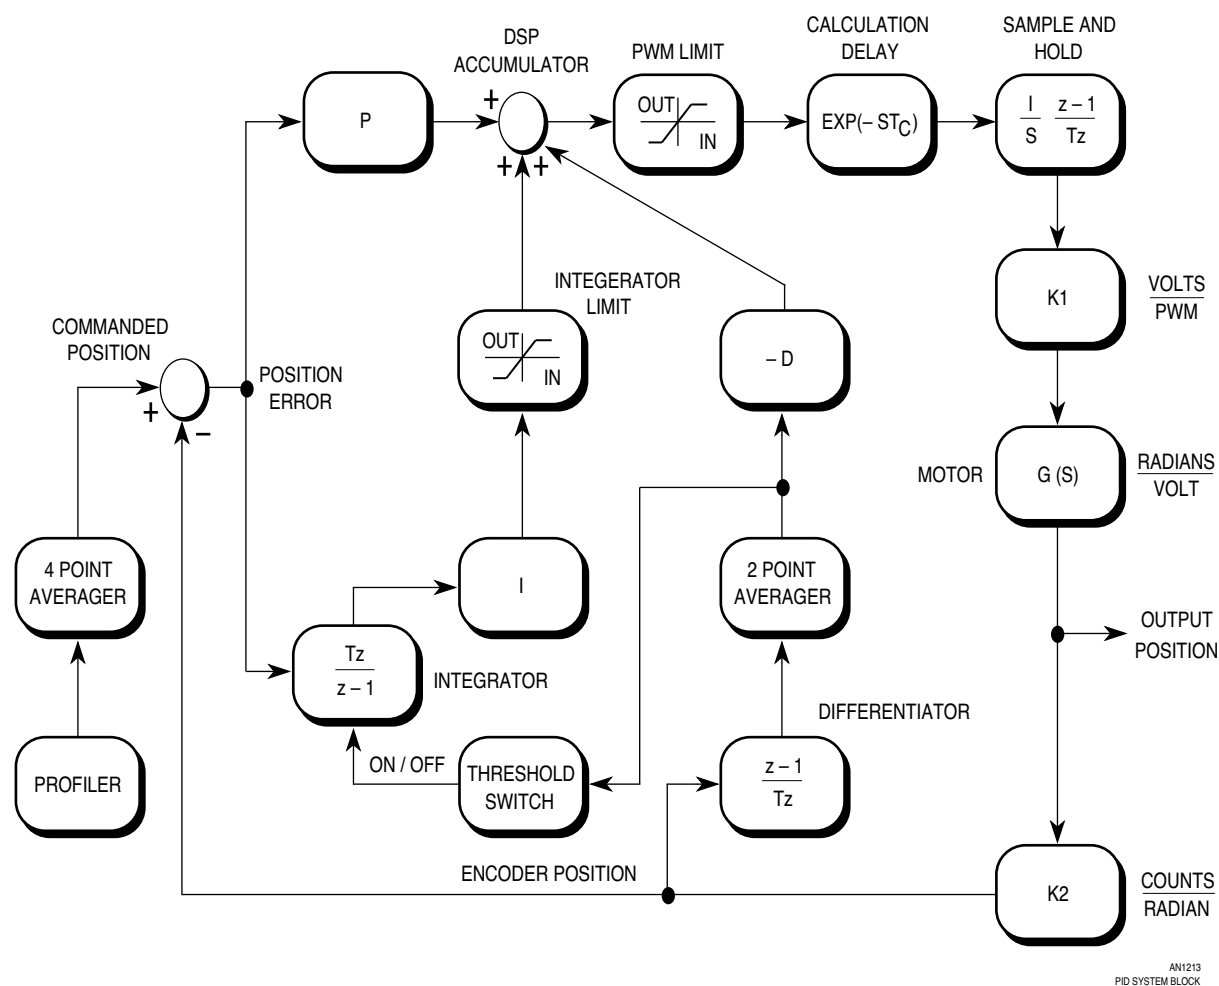 DSP
ACCUMULATOR
PWM LIMIT
CALCULATION
DELAY
SAMPLE AND
HOLD
P
+
+ +
OUT
IN
EXP(– STC)
I
S
z – 1
Tz
K1
VOLTS
PWM
INTEGERATOR
LIMIT
OUT
IN
– D
COMMANDED
POSITION
+
–
POSITION
ERROR
MOTOR
G (S)
RADIANS
VOLT
4 POINT
AVERAGER
I
2 POINT
AVERAGER
OUTPUT
POSITION
Tz
z – 1
INTEGRATOR
DIFFERENTIATOR
PROFILER
ON / OFF
THRESHOLD
SWITCH
z – 1
Tz
ENCODER POSITION
K2
COUNTS
RADIAN
AN1213
PID SYSTEM BLOCK